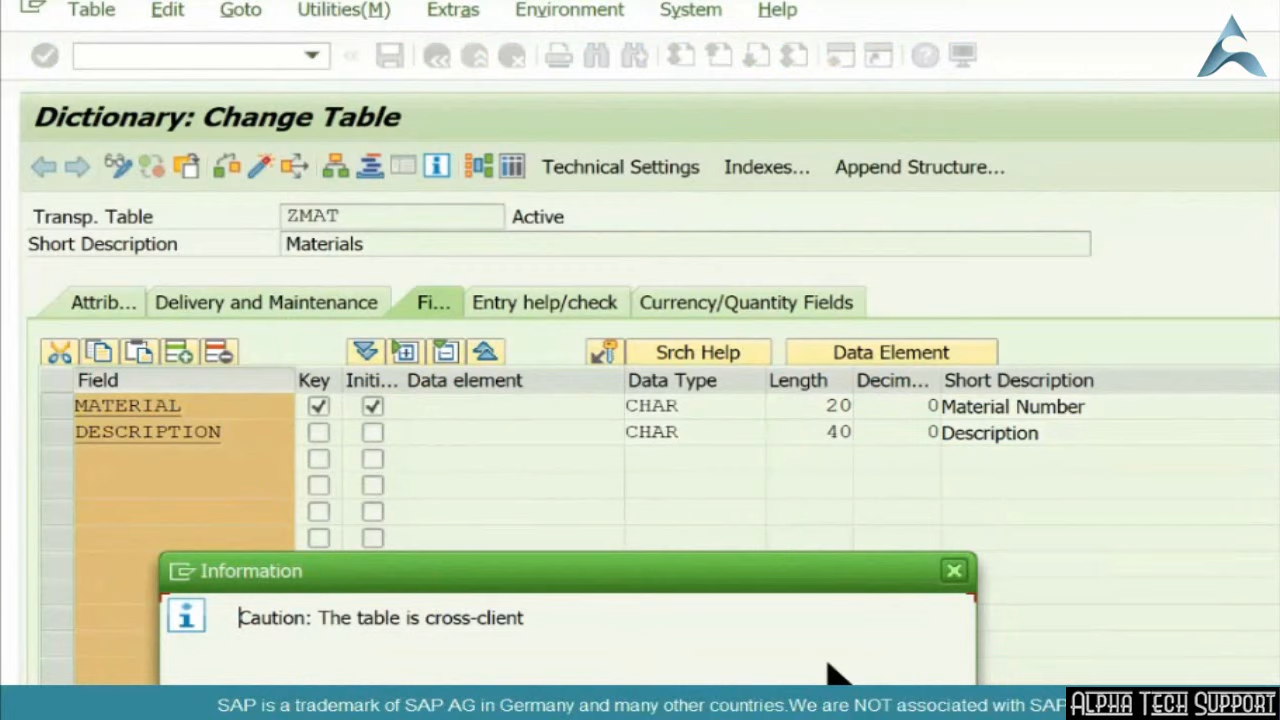 Table Edit Goto Utilities(M) Extras Environment System Help
Dictionary: Change Table
Technical Settings Indexes... Append Structure...
Transp. Table ZMAT Active
Short Description Materials
Attrib... Delivery and Maintenance Fi... Entry help/check Currency/Quantity Fields
Srch Help Data Element
Field Key Initi... Data element Data Type Length Decim... Short Description
MATERIAL CHAR 20 0 Material Number
DESCRIPTION CHAR 40 0 Description
Information
Caution: The table is cross-client
SAP is a trademark of SAP AG in Germany and many other countries.We are NOT associated with SAP
Alpha Tech Support